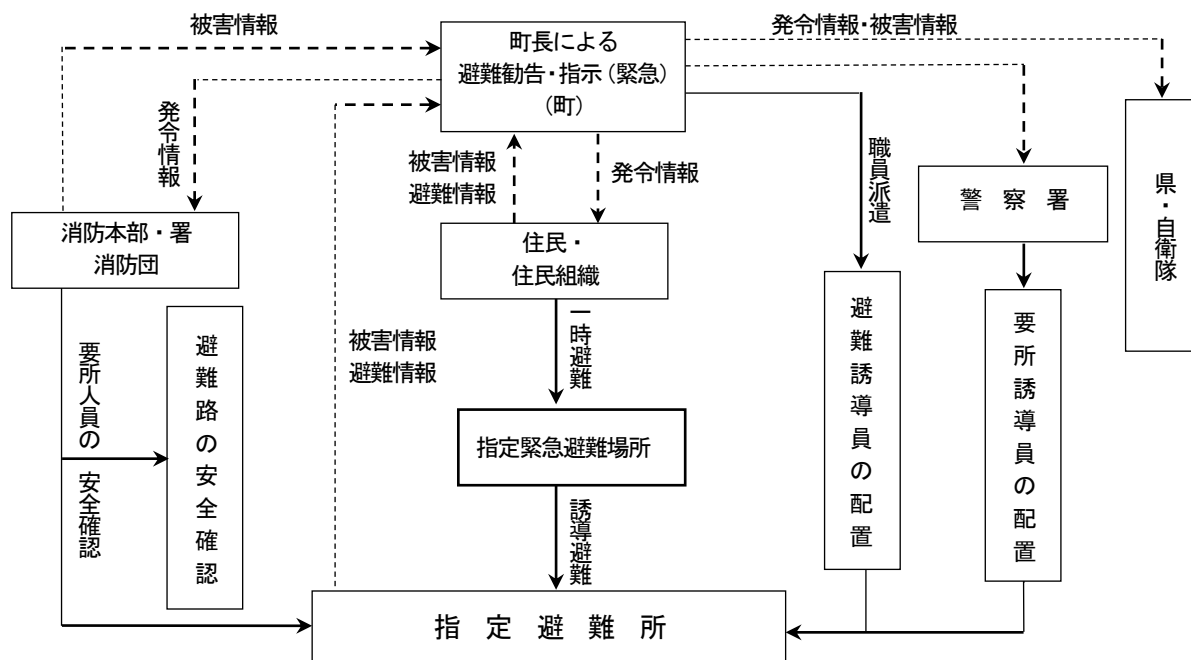 被害情報
町長による
避難勧告・指示(緊急)
(町)
発令情報・被害情報
発令情報
被害情報
避難情報
発令情報
職員派遣
県・自衛隊
警察署
消防本部・署
消防団
住民・
住民組織
一時避難
被害情報
避難情報
要所人員の
安全確認
避難路の安全確認
指定緊急避難場所
避難誘導員の配置
要所誘導員の配置
誘導避難
指定避難所